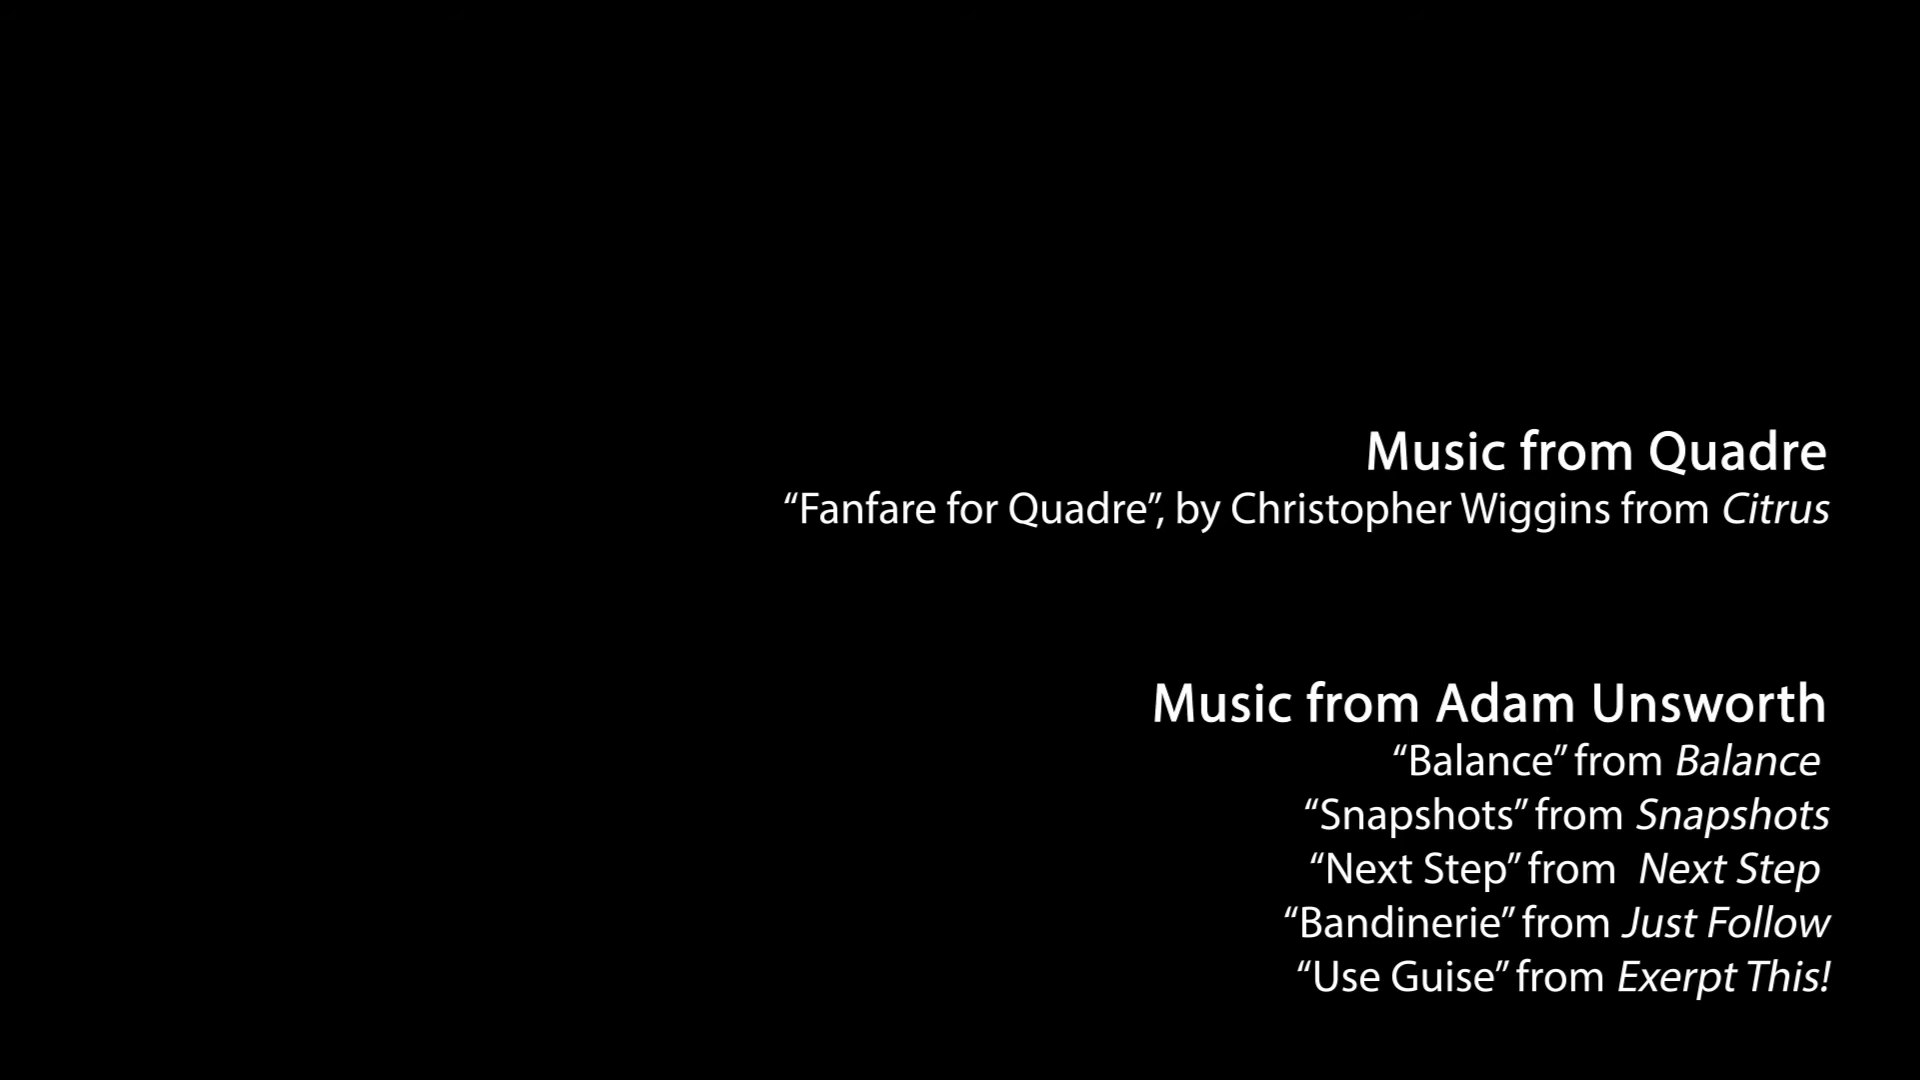 Music from Quadre
“Fanfare for Quadre”, by Christopher Wiggins from Citrus
Music from Adam Unsworth
“Balance” from Balance
“Snapshots” from Snapshots
“Next Step” from Next Step
“Bandinerie” from Just Follow
“Use Guise” from Exerpt This!